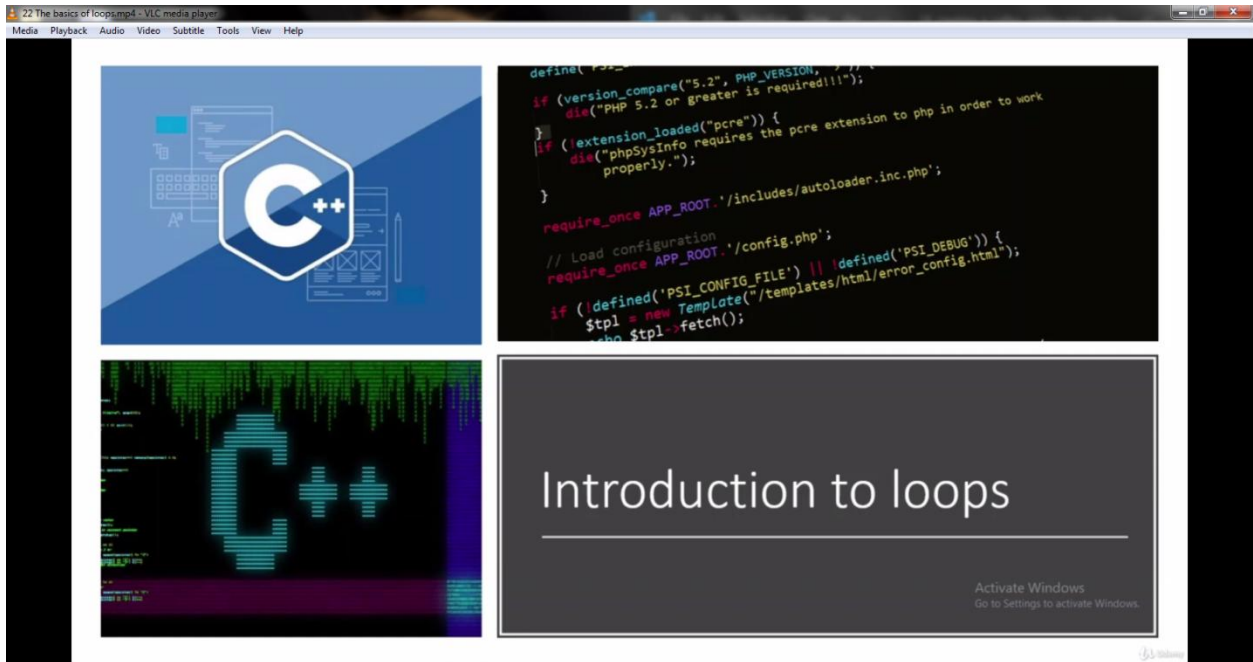 22 The basics of loops.mp4 - VLC media player
Media Playback Audio Video Subtitle Tools View Help
C++
if (version_compare("5.2", PHP_VERSION,
die("PHP 5.2 or greater is required!!!");
}
if (!extension_loaded("pcre")) {
die("phpSysInfo requires the pcre extension to php in order to work
properly.");
}
require_once APP_ROOT.'/includes/autoloader.inc.php';
// Load configuration
require_once APP_ROOT.'/config.php';
if (!defined('PSI_CONFIG_FILE') || !defined('PSI_DEBUG')) {
$tpl = new Template("/templates/html/error_config.html");
echo $tpl->fetch();
C++
Introduction to loops
Activate Windows
Go to Settings to activate Windows.
Udemy